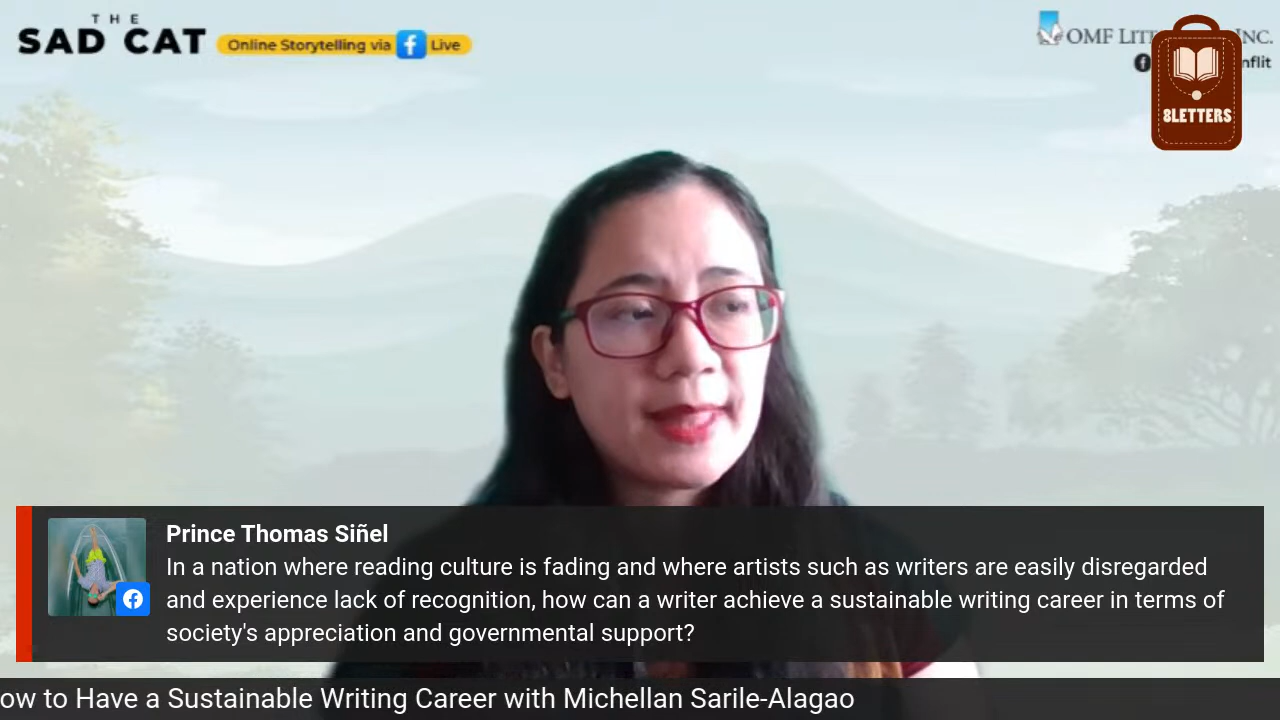 THE
SAD CAT
Online Storytelling via f Live
OMF INC.
8LETTERS
Prince Thomas Siñel
In a nation where reading culture is fading and where artists such as writers are easily disregarded
and experience lack of recognition, how can a writer achieve a sustainable writing career in terms of
society's appreciation and governmental support?
ow to Have a Sustainable Writing Career with Michellan Sarile-Alagao